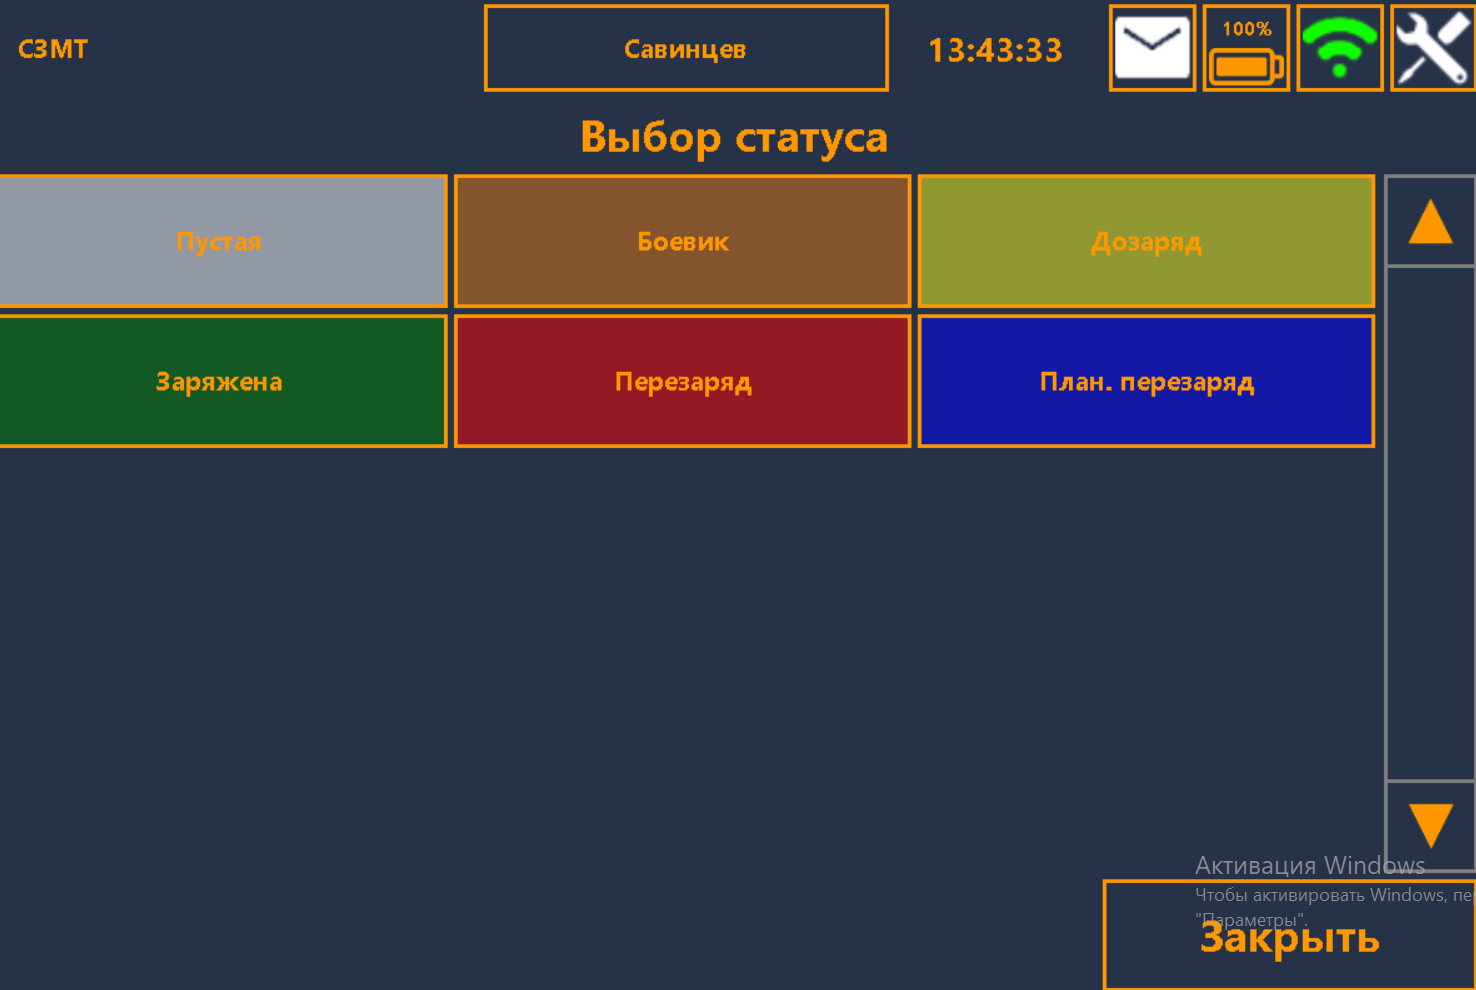 СЗМТ
Савинцев
13:43:33
100%
Выбор статуса
Пустая
Боевик
Дозаряд
Заряжена
Перезаряд
План. перезаряд
Активация Windows
Чтобы активировать Windows, пе
"Параметры".
Закрыть